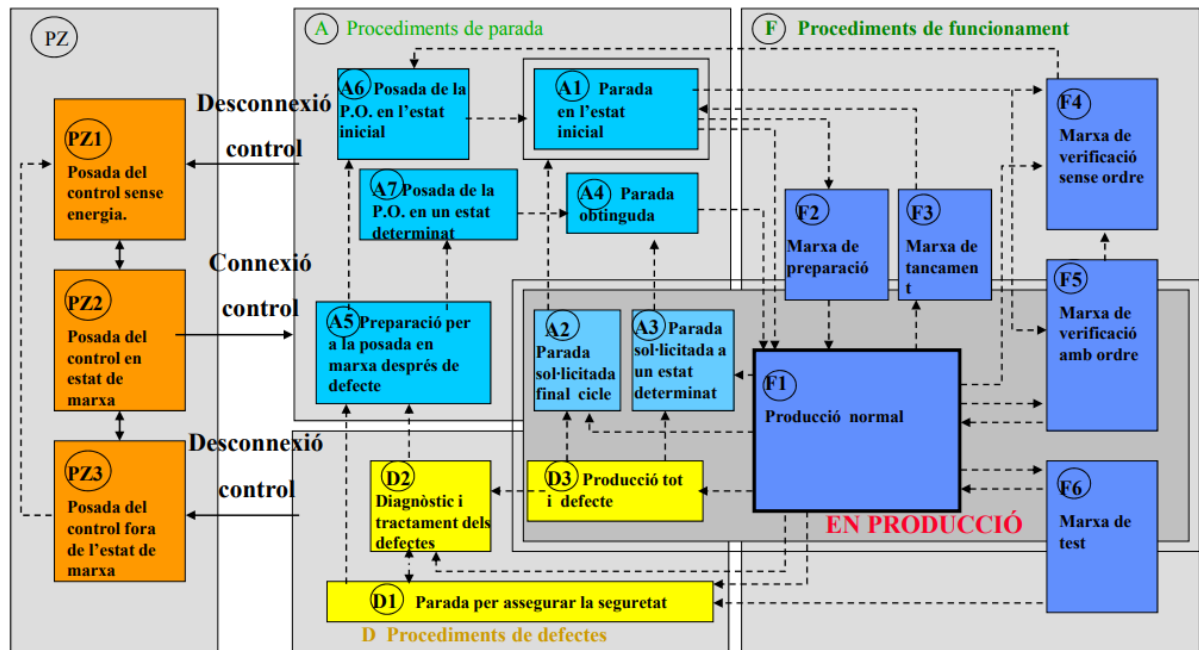 PZ
PZ1
Posada del
control sense
energia.
PZ2
Posada del
control en
estat de
marxa
PZ3
Posada del
control fora
de l'estat de
marxa
Desconnexió
control
Connexió
control
Desconnexió
control
A Procediments de parada
A6 Posada de la
P.O. en l'estat
inicial
A1 Parada
en l'estat
inicial
A7 Posada de la
P.O. en un estat
determinat
A4 Parada
obtinguda
A5 Preparació per
a la posada en
marxa després de
defecte
A2
Parada
sol·licitada
final cicle
A3 Parada
sol·licitada a
un estat
determinat
D2
Diagnòstic i
tractament dels
defectes
D3 Producció tot
i defecte
D1 Parada per assegurar la seguretat
D Procediments de defectes
F Procediments de funcionament
F4
Marxa de
verificació
sense ordre
F2
Marxa de
preparació
F3
Marxa de
tancamen
t
F5
Marxa de
verificació
amb ordre
F1
Producció normal
EN PRODUCCIÓ
F6
Marxa de
test